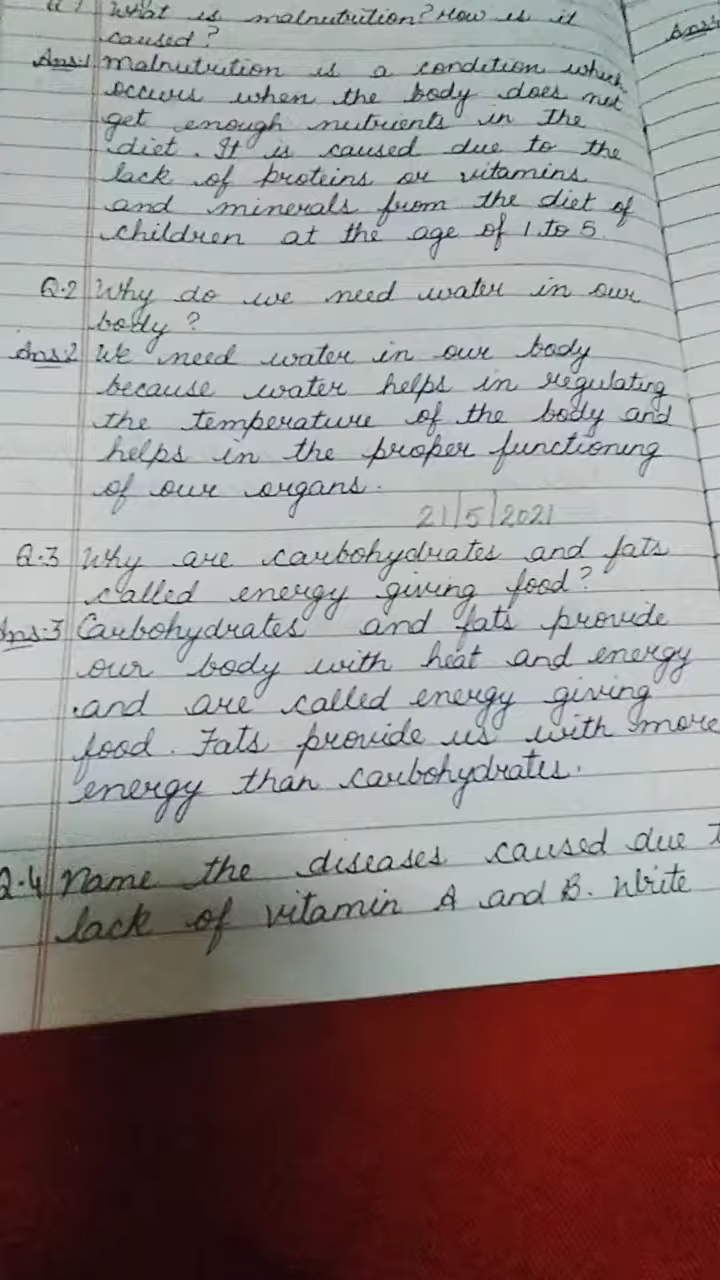 Q.1 What is malnutrition? How is it
caused?
Ans.1 Malnutrition is a condition which
occurs when the body does not
get enough nutrients in the
diet. It is caused due to the
lack of proteins or vitamins
and minerals from the diet of
children at the age of 1 to 5.
Q.2 Why do we need water in our
body?
Ans.2 We need water in our body
because water helps in regulating
the temperature of the body and
helps in the proper functioning
of our organs.
21/5/2021
Q.3 Why are carbohydrates and fats
called energy giving food?
Ans.3 Carbohydrates and fats provide
our body with heat and energy
and are called energy giving
food. Fats provide us with more
energy than carbohydrates.
Q.4 Name the diseases caused due
lack of vitamin A and B. Write